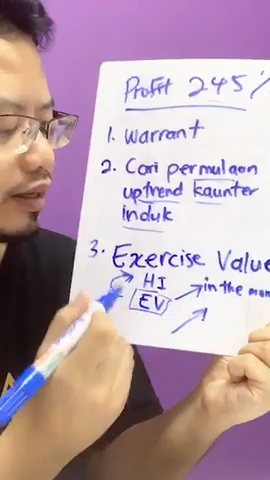 Profit 245%
1. Warrant
2. Cari permulaan
uptrend kaunter
induk
3. Exercise Value
HI
EV in the mon